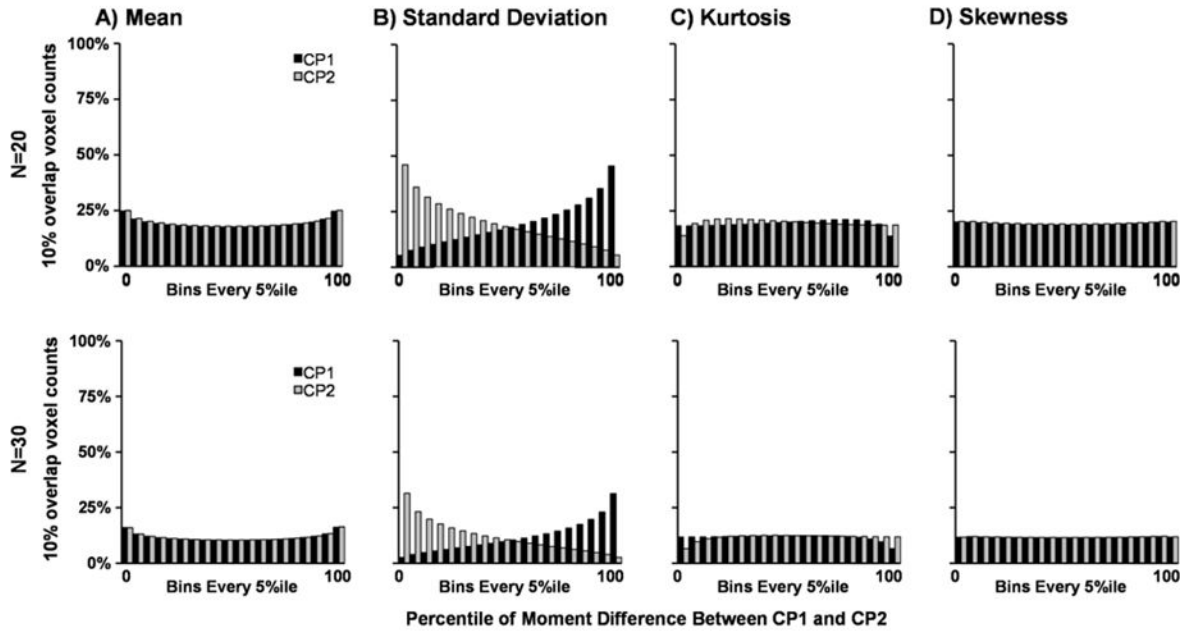 A) Mean
B) Standard Deviation
C) Kurtosis
D) Skewness
N=20
10% overlap voxel counts
100%
75%
50%
25%
0%
CP1
CP2
0 100
Bins Every 5%ile
0 100
Bins Every 5%ile
0 100
Bins Every 5%ile
0 100
Bins Every 5%ile
N=30
10% overlap voxel counts
100%
75%
50%
25%
0%
CP1
CP2
0 100
Bins Every 5%ile
0 100
Bins Every 5%ile
0 100
Bins Every 5%ile
0 100
Bins Every 5%ile
Percentile of Moment Difference Between CP1 and CP2